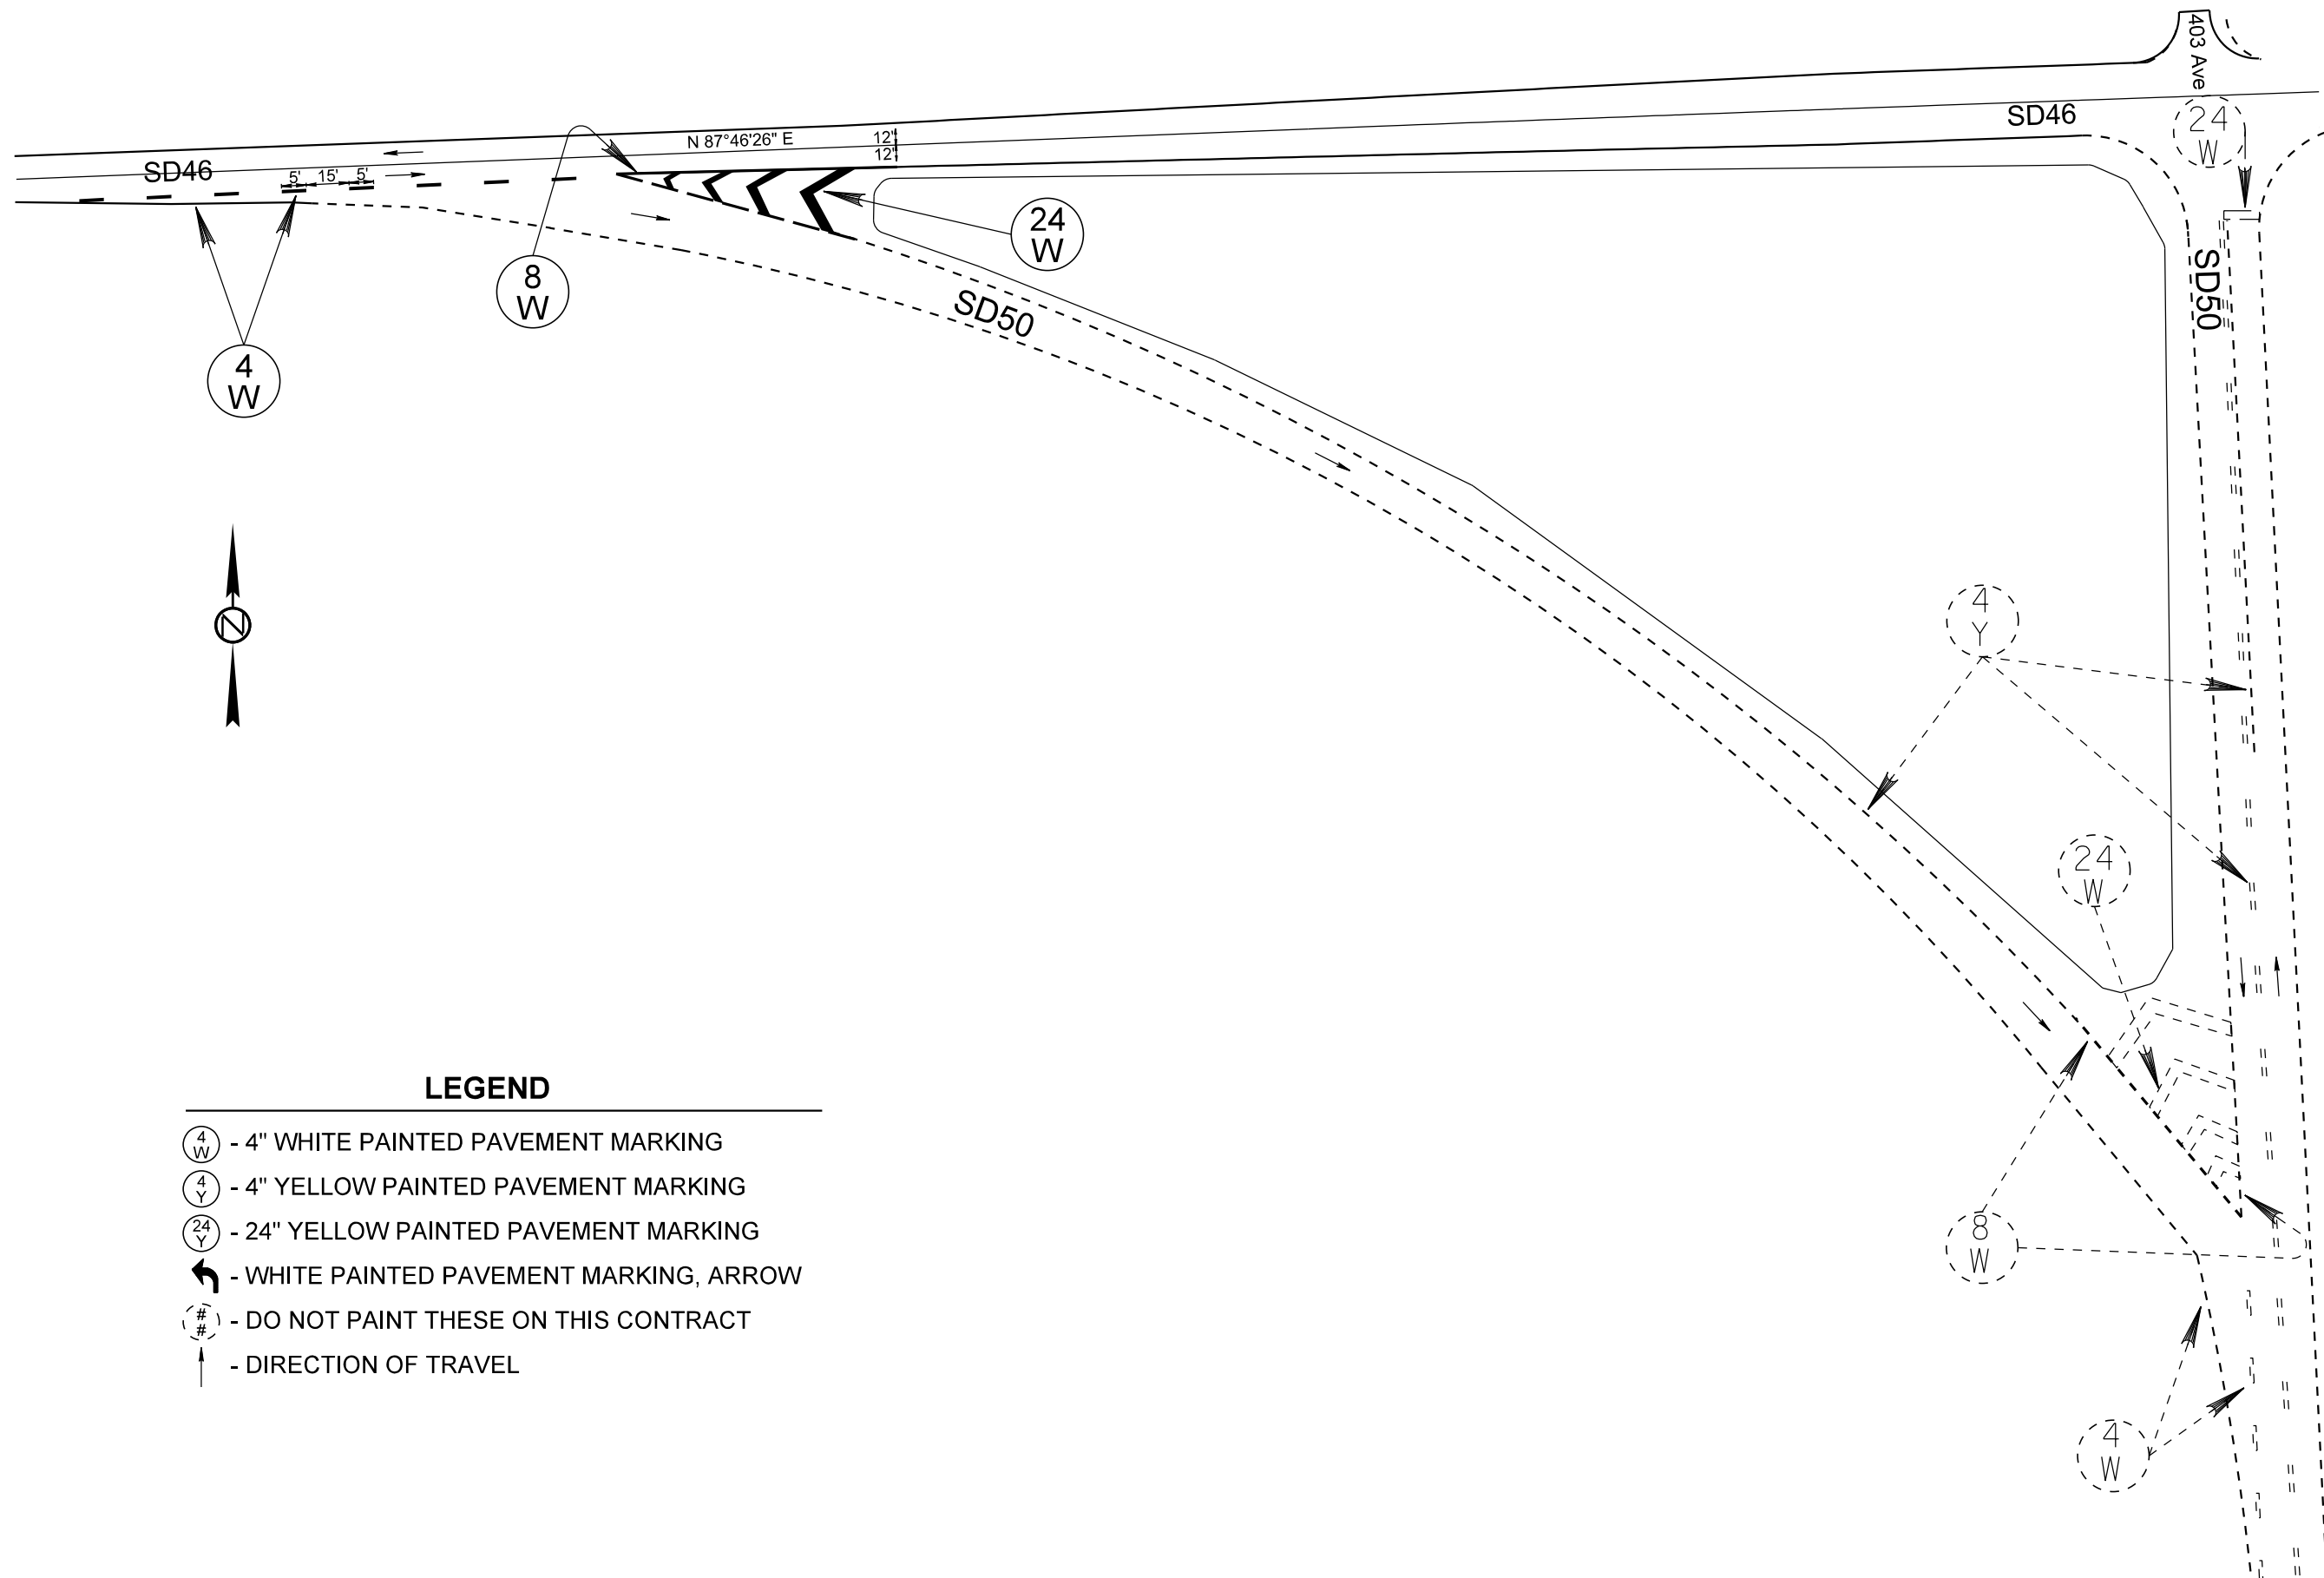 403 Ave
24
W
SD46
N 87°46'26" E
12'
12'
SD46
5'
15'
5'
24
W
8
W
SD50
SD50
4
W
N
4
Y
24
W
8
W
4
W
LEGEND
4
W
- 4" WHITE PAINTED PAVEMENT MARKING
4
Y
- 4" YELLOW PAINTED PAVEMENT MARKING
24
Y
- 24" YELLOW PAINTED PAVEMENT MARKING
- WHITE PAINTED PAVEMENT MARKING, ARROW
#
#
- DO NOT PAINT THESE ON THIS CONTRACT
- DIRECTION OF TRAVEL